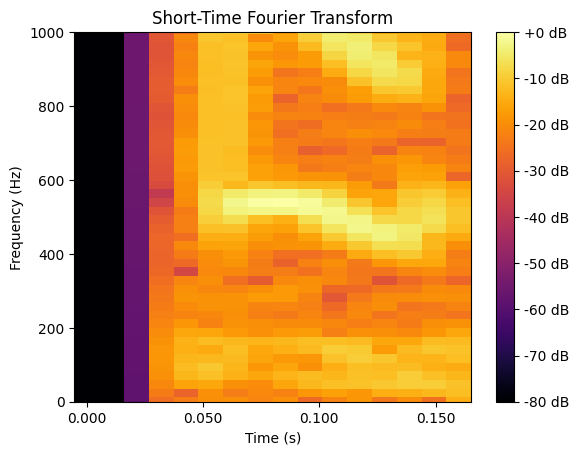 Short-Time Fourier Transform
1000
800
600
400
200
0
Frequency (Hz)
0.000
0.050
0.100
0.150
Time (s)
+0 dB
-10 dB
-20 dB
-30 dB
-40 dB
-50 dB
-60 dB
-70 dB
-80 dB